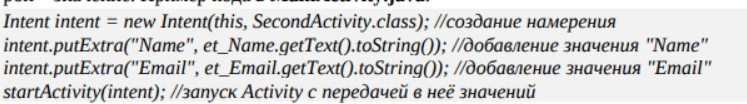 Intent intent = new Intent(this, SecondActivity.class); //создание намерения
intent.putExtra("Name", et_Name.getText().toString()); //добавление значения "Name"
intent.putExtra("Email", et_Email.getText().toString()); //добавление значения "Email"
startActivity(intent); //запуск Activity с передачей в неё значений